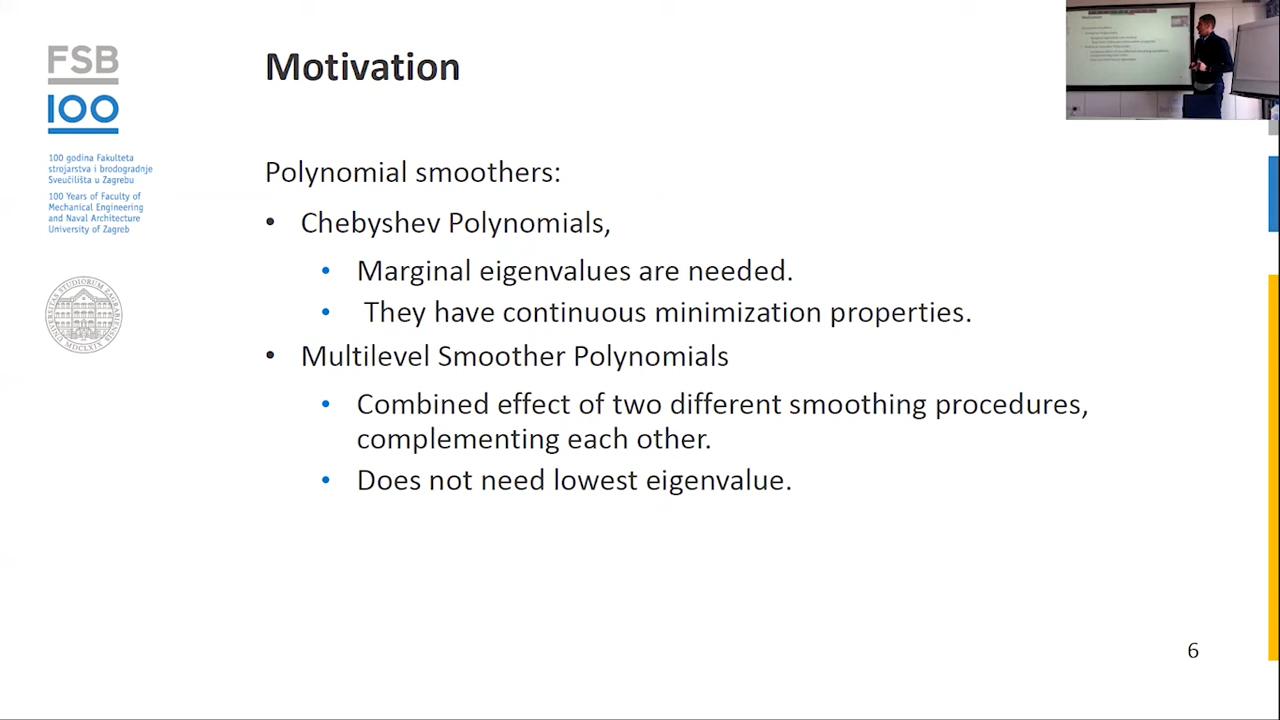 FSB
100
100 godina Fakulteta
strojarstva i brodogradnje
Sveučilišta u Zagrebu
100 Years of Faculty of
Mechanical Engineering
and Naval Architecture
University of Zagreb
Motivation
Polynomial smoothers:
• Chebyshev Polynomials,
• Marginal eigenvalues are needed.
• They have continuous minimization properties.
• Multilevel Smoother Polynomials
• Combined effect of two different smoothing procedures,
complementing each other.
• Does not need lowest eigenvalue.
6